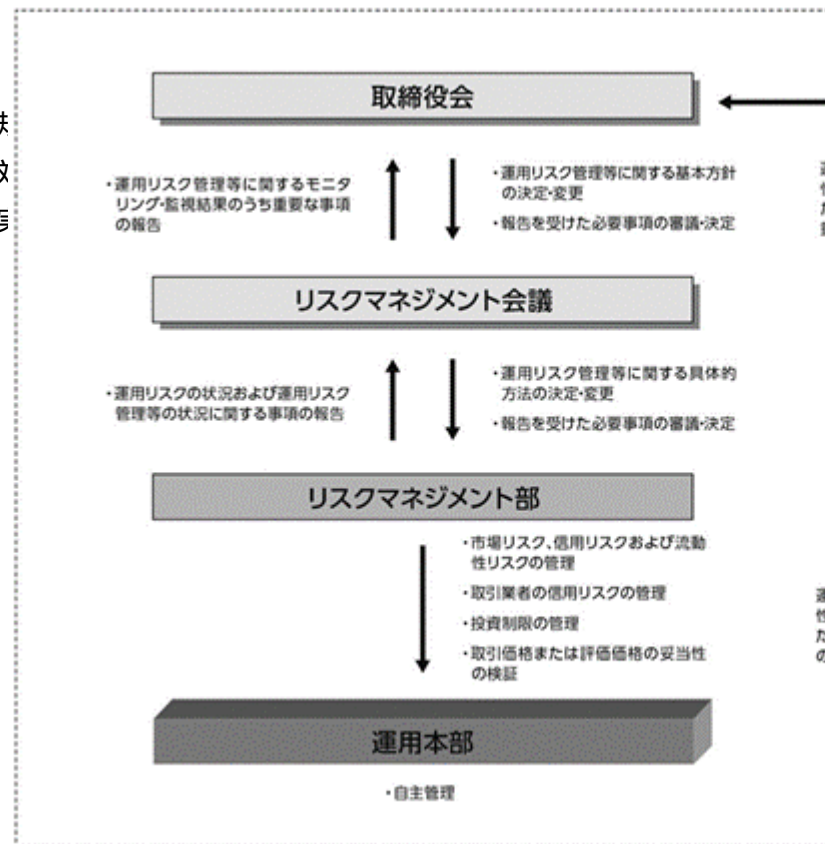 取締役会
・運用リスク管理等に関するモニタ
リング・監視結果のうち重要な事項
の報告
・運用リスク管理等に関する基本方針
の決定・変更
・報告を受けた必要事項の審議・決定
リスクマネジメント会議
・運用リスクの状況および運用リスク
管理等の状況に関する事項の報告
・運用リスク管理等に関する具体的
方法の決定・変更
・報告を受けた必要事項の審議・決定
リスクマネジメント部
・市場リスク、信用リスクおよび流動
性リスクの管理
・取引業者の信用リスクの管理
・投資制限の管理
・取引価格または評価価格の妥当性
の検証
運用本部
・自主管理